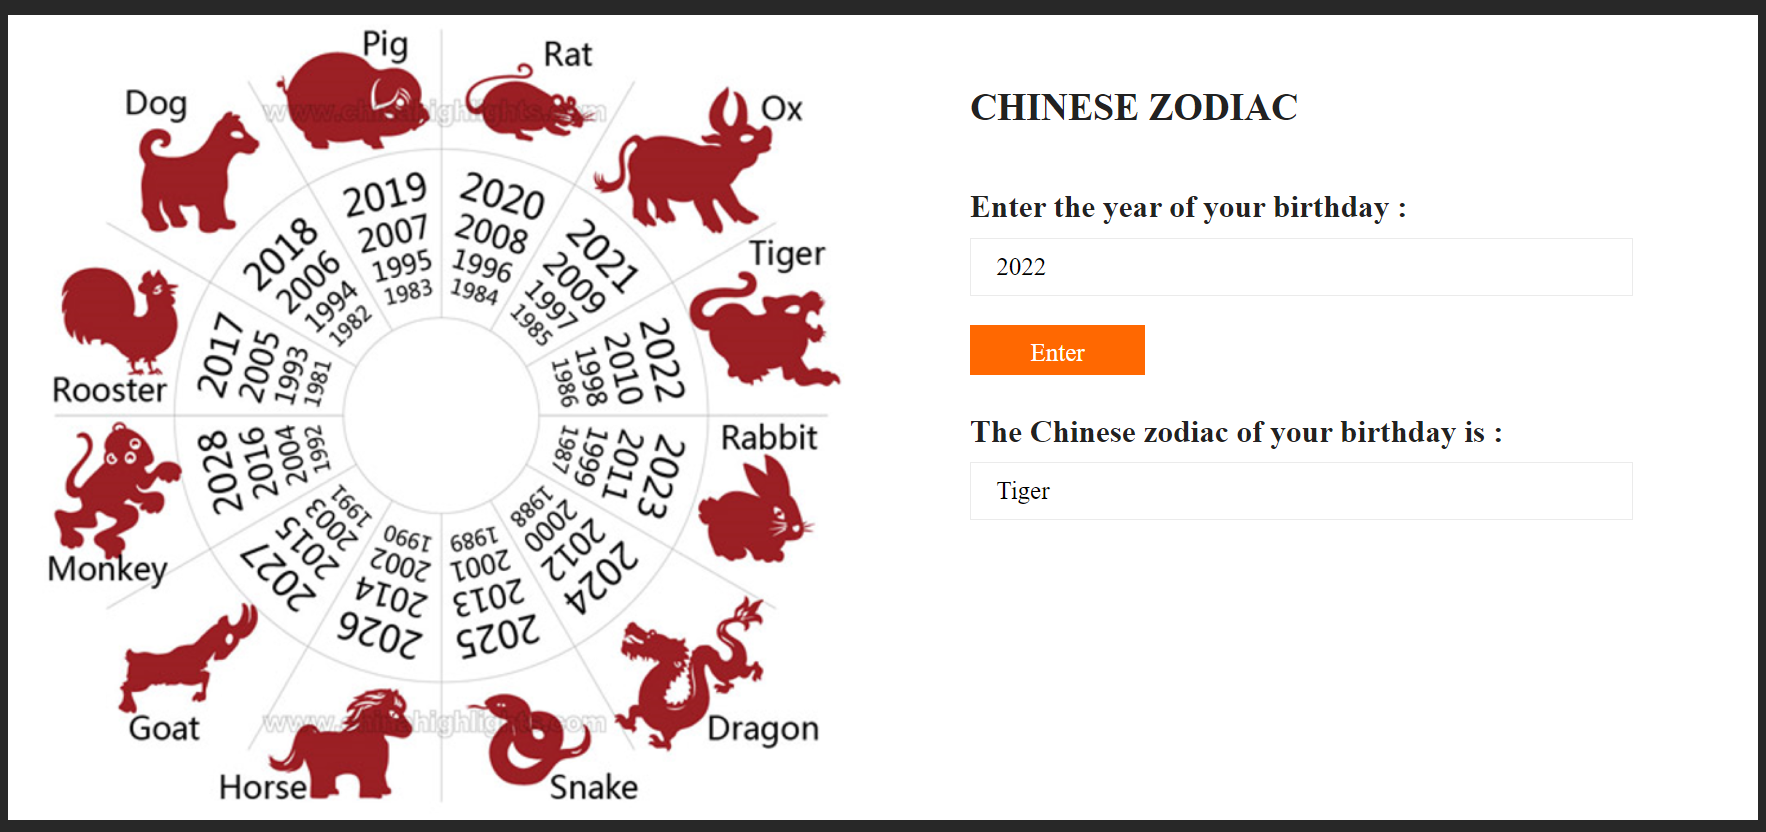 Pig
Rat
Dog
Ox
Tiger
Rooster
Rabbit
Monkey
Goat
Dragon
Horse
Snake
www.chinahighlights.com
www.chinahighlights.com
2019
2007
1995
1983
2020
2008
1996
1984
2021
2009
1997
1985
2022
2010
1998
1986
2023
2011
1999
1987
2024
2012
2000
1988
2025
2013
2001
1989
2026
2014
2002
1990
2027
2015
2003
1991
2028
2016
2004
1992
2017
2005
1993
1981
2018
2006
1994
1982
CHINESE ZODIAC
Enter the year of your birthday :
2022
Enter
The Chinese zodiac of your birthday is :
Tiger